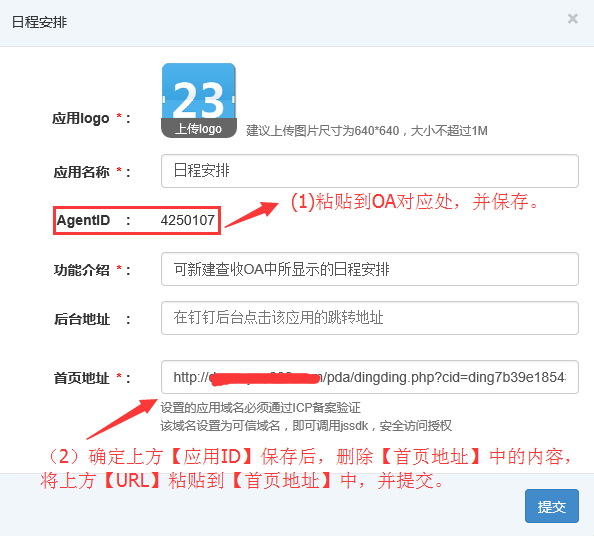 日程安排
×
应用logo * :
23
上传logo
建议上传图片尺寸为640*640，大小不超过1M
应用名称 * :
日程安排
AgentID :
4250107
(1)粘贴到OA对应处，并保存。
功能介绍 * :
可新建查收OA中所显示的日程安排
后台地址 :
在钉钉后台点击该应用的跳转地址
首页地址 * :
http:// /pda/dingding.php?cid=ding7b39e1854
设置的应用域名必须通过ICP备案验证
该域名设置为可信域名，即可调用jssdk，安全访问授权
（2）确定上方【应用ID】保存后，删除【首页地址】中的内容，
将上方【URL】粘贴到【首页地址】中，并提交。
提交